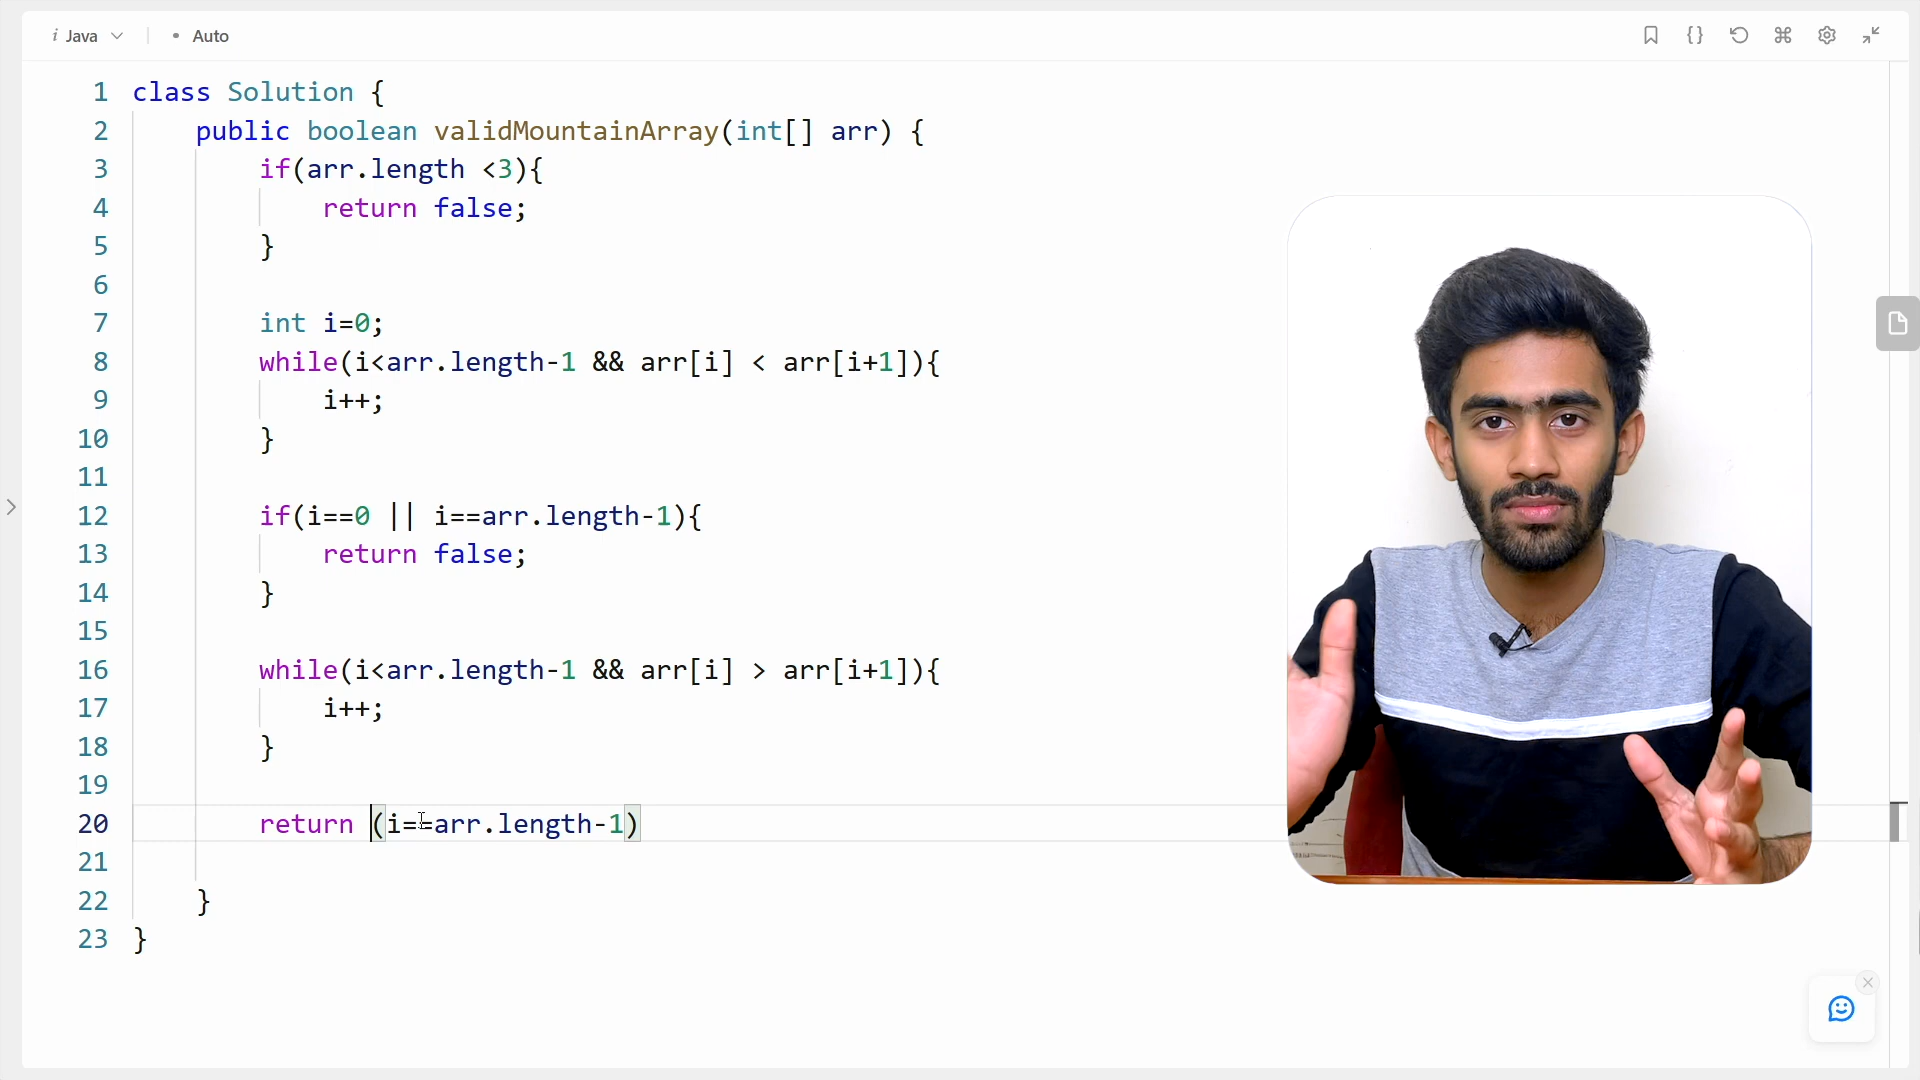 i Java • Auto
1 class Solution {
2 public boolean validMountainArray(int[] arr) {
3 if(arr.length <3){
4 return false;
5 }
6
7 int i=0;
8 while(i<arr.length-1 && arr[i] < arr[i+1]){
9 i++;
10 }
11
12 if(i==0 || i==arr.length-1){
13 return false;
14 }
15
16 while(i<arr.length-1 && arr[i] > arr[i+1]){
17 i++;
18 }
19
20 return (i==arr.length-1)
21
22 }
23 }